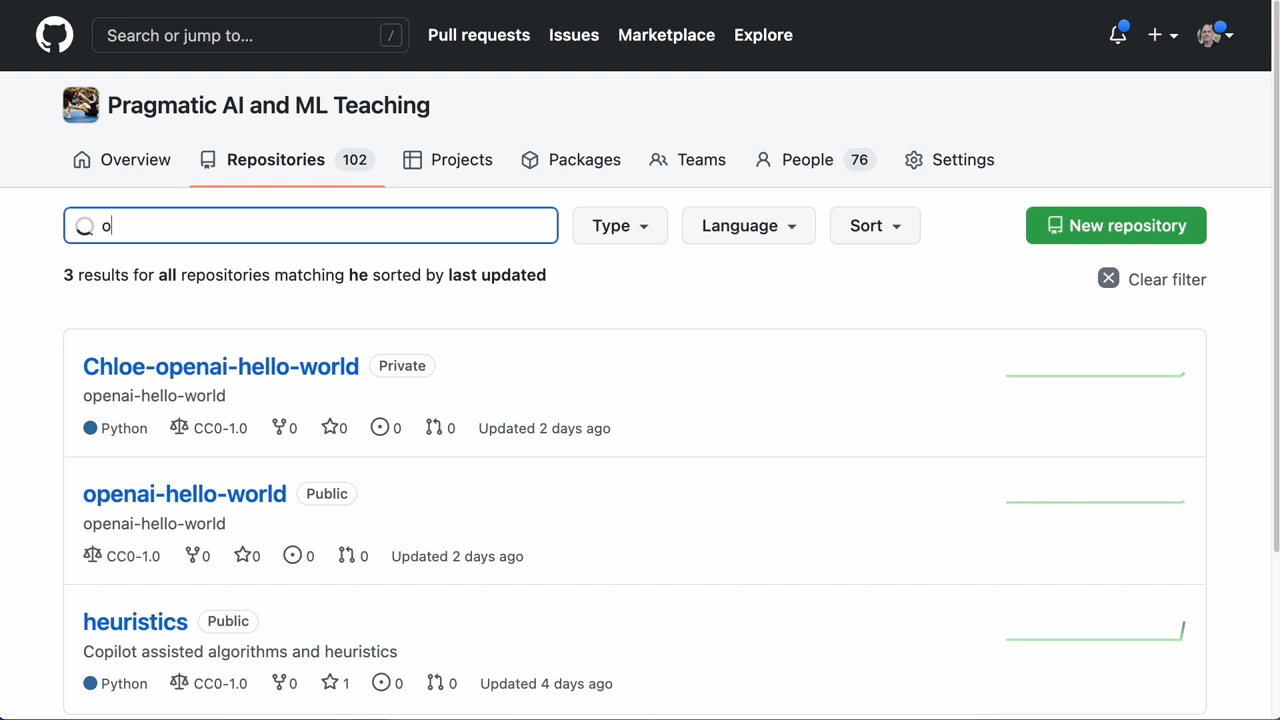 Search or jump to... / Pull requests Issues Marketplace Explore
Pragmatic AI and ML Teaching
Overview Repositories 102 Projects Packages Teams People 76 Settings
o Type Language Sort New repository
3 results for all repositories matching he sorted by last updated Clear filter
Chloe-openai-hello-world Private
openai-hello-world
Python CC0-1.0 0 0 0 0 Updated 2 days ago
openai-hello-world Public
openai-hello-world
CC0-1.0 0 0 0 0 Updated 2 days ago
heuristics Public
Copilot assisted algorithms and heuristics
Python CC0-1.0 0 1 0 0 Updated 4 days ago